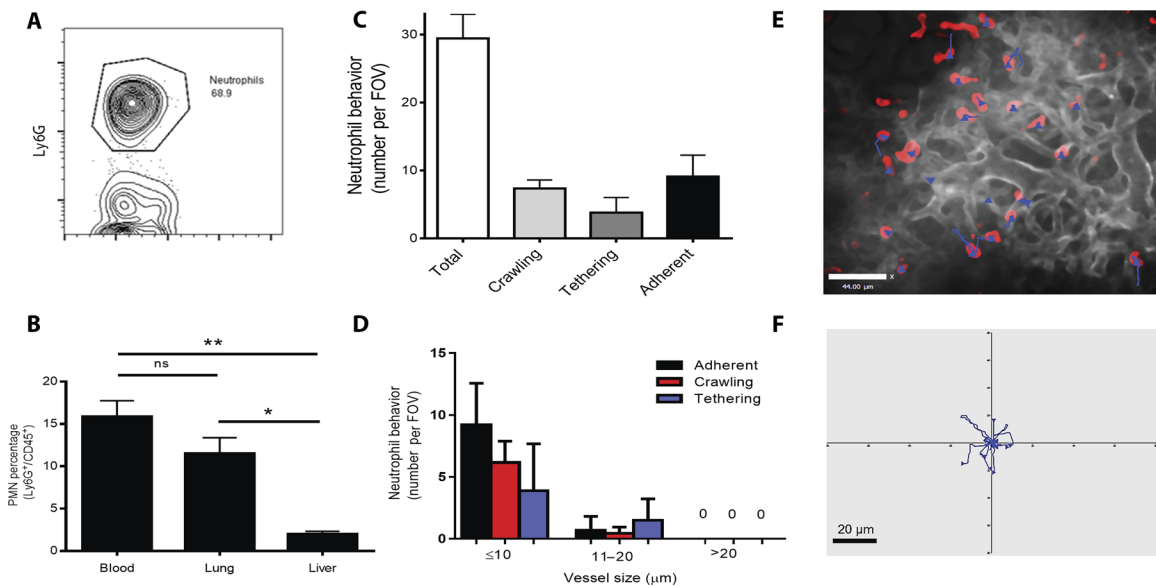 A
Ly6G
Neutrophils
68.9
B
PMN percentage
(Ly6G+/CD45+)
20
15
10
5
0
**
ns
*
Blood
Lung
Liver
C
Neutrophil behavior
(number per FOV)
30
20
10
0
Total
Crawling
Tethering
Adherent
D
Neutrophil behavior
(number per FOV)
15
10
5
0
Adherent
Crawling
Tethering
0 0 0
≤10
11–20
>20
Vessel size (μm)
E
x
44.00 μm
F
20 μm